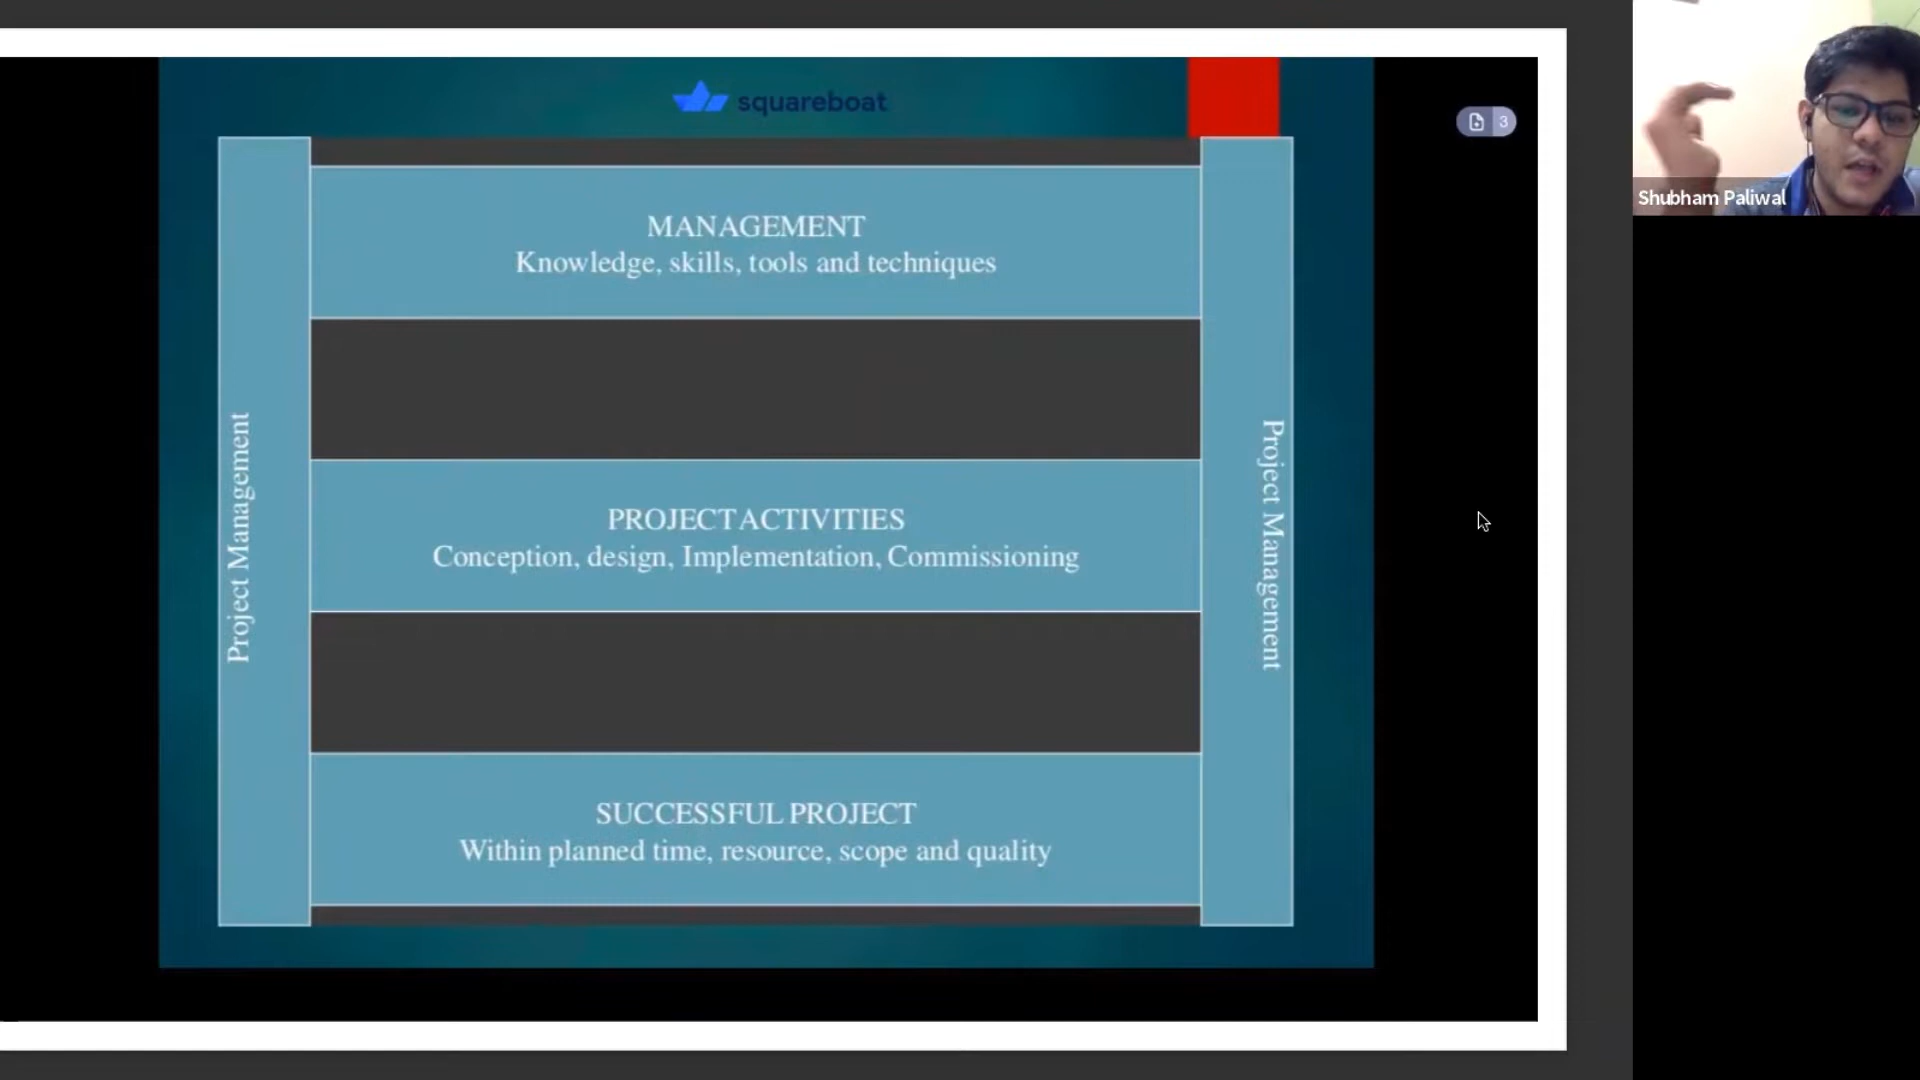 squareboat
3
Shubham Paliwal
MANAGEMENT
Knowledge, skills, tools and techniques
Project Management
PROJECT ACTIVITIES
Conception, design, Implementation, Commissioning
Project Management
SUCCESSFUL PROJECT
Within planned time, resource, scope and quality